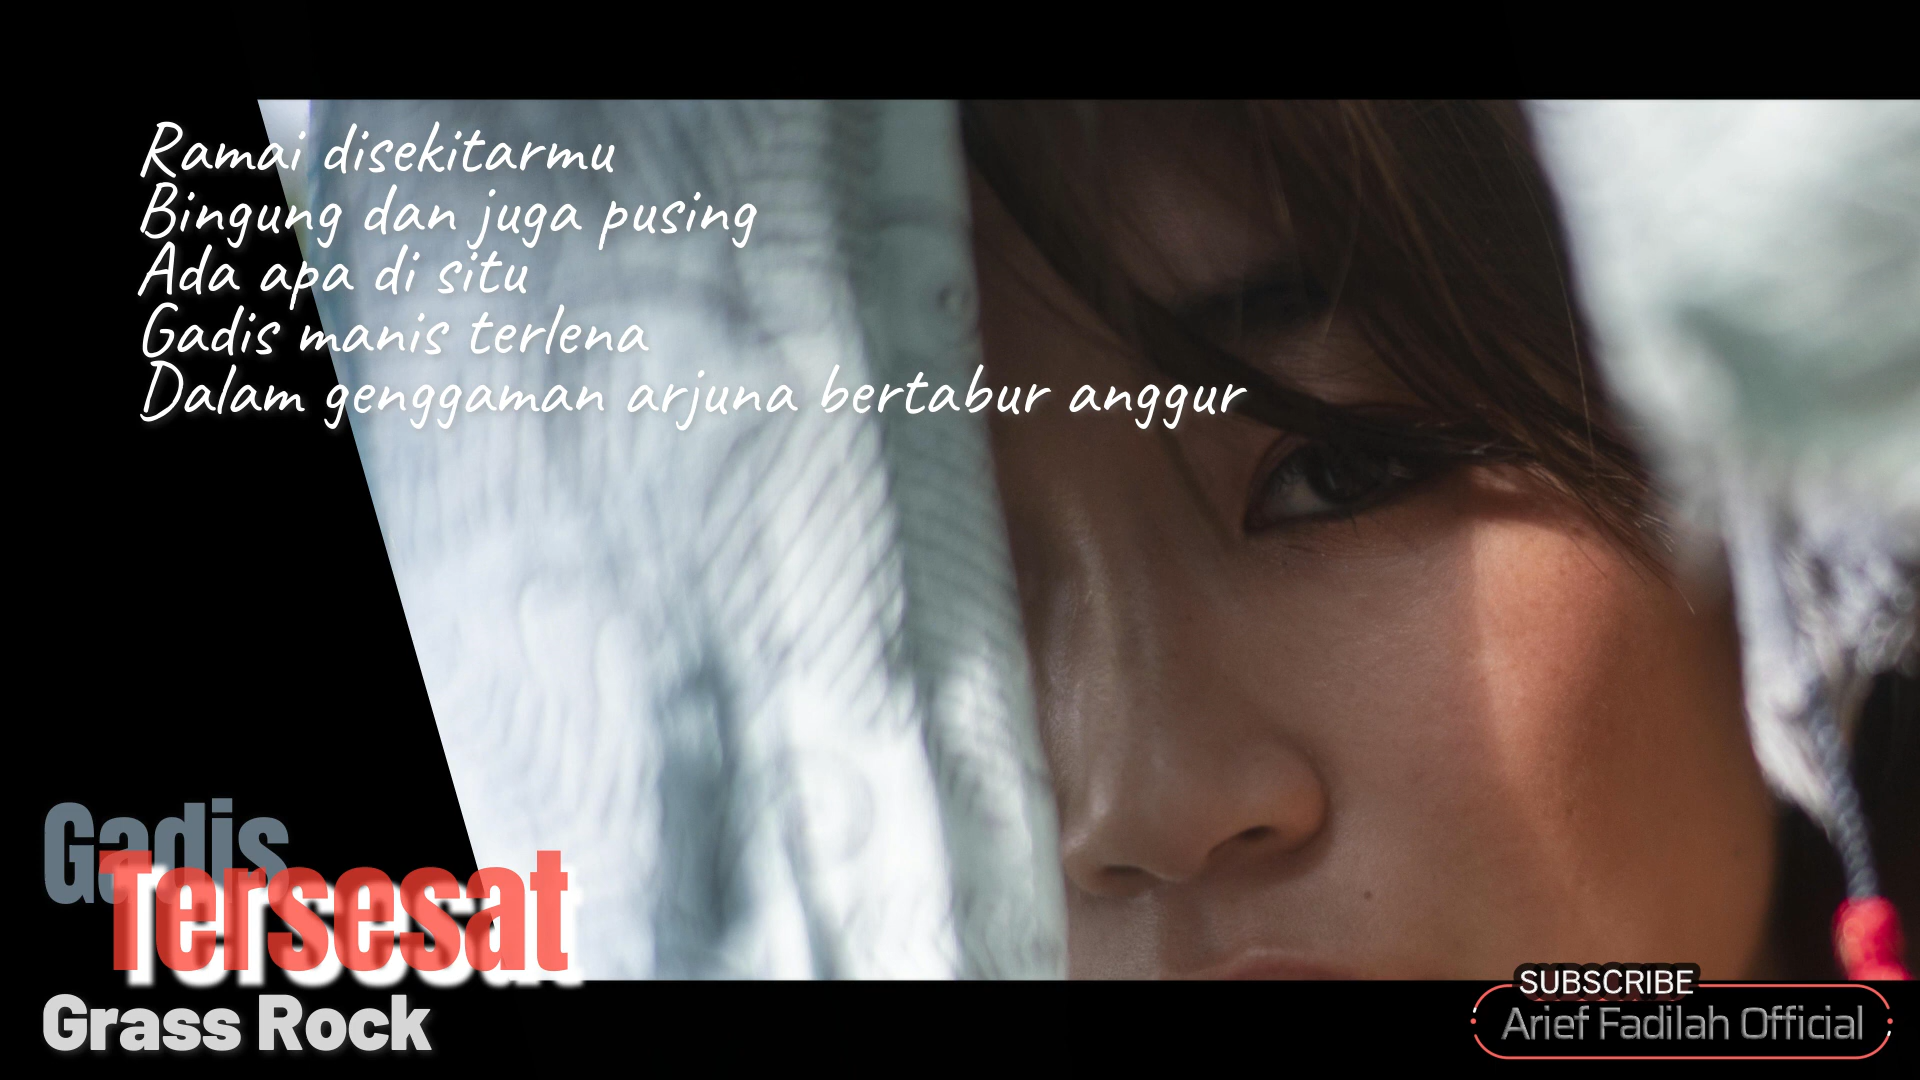 Ramai disekitarmu
Bingung dan juga pusing
Ada apa di situ
Gadis manis terlena
Dalam genggaman arjuna bertabur anggur
Gadis
Tersesat
Grass Rock
SUBSCRIBE
Arief Fadilah Official